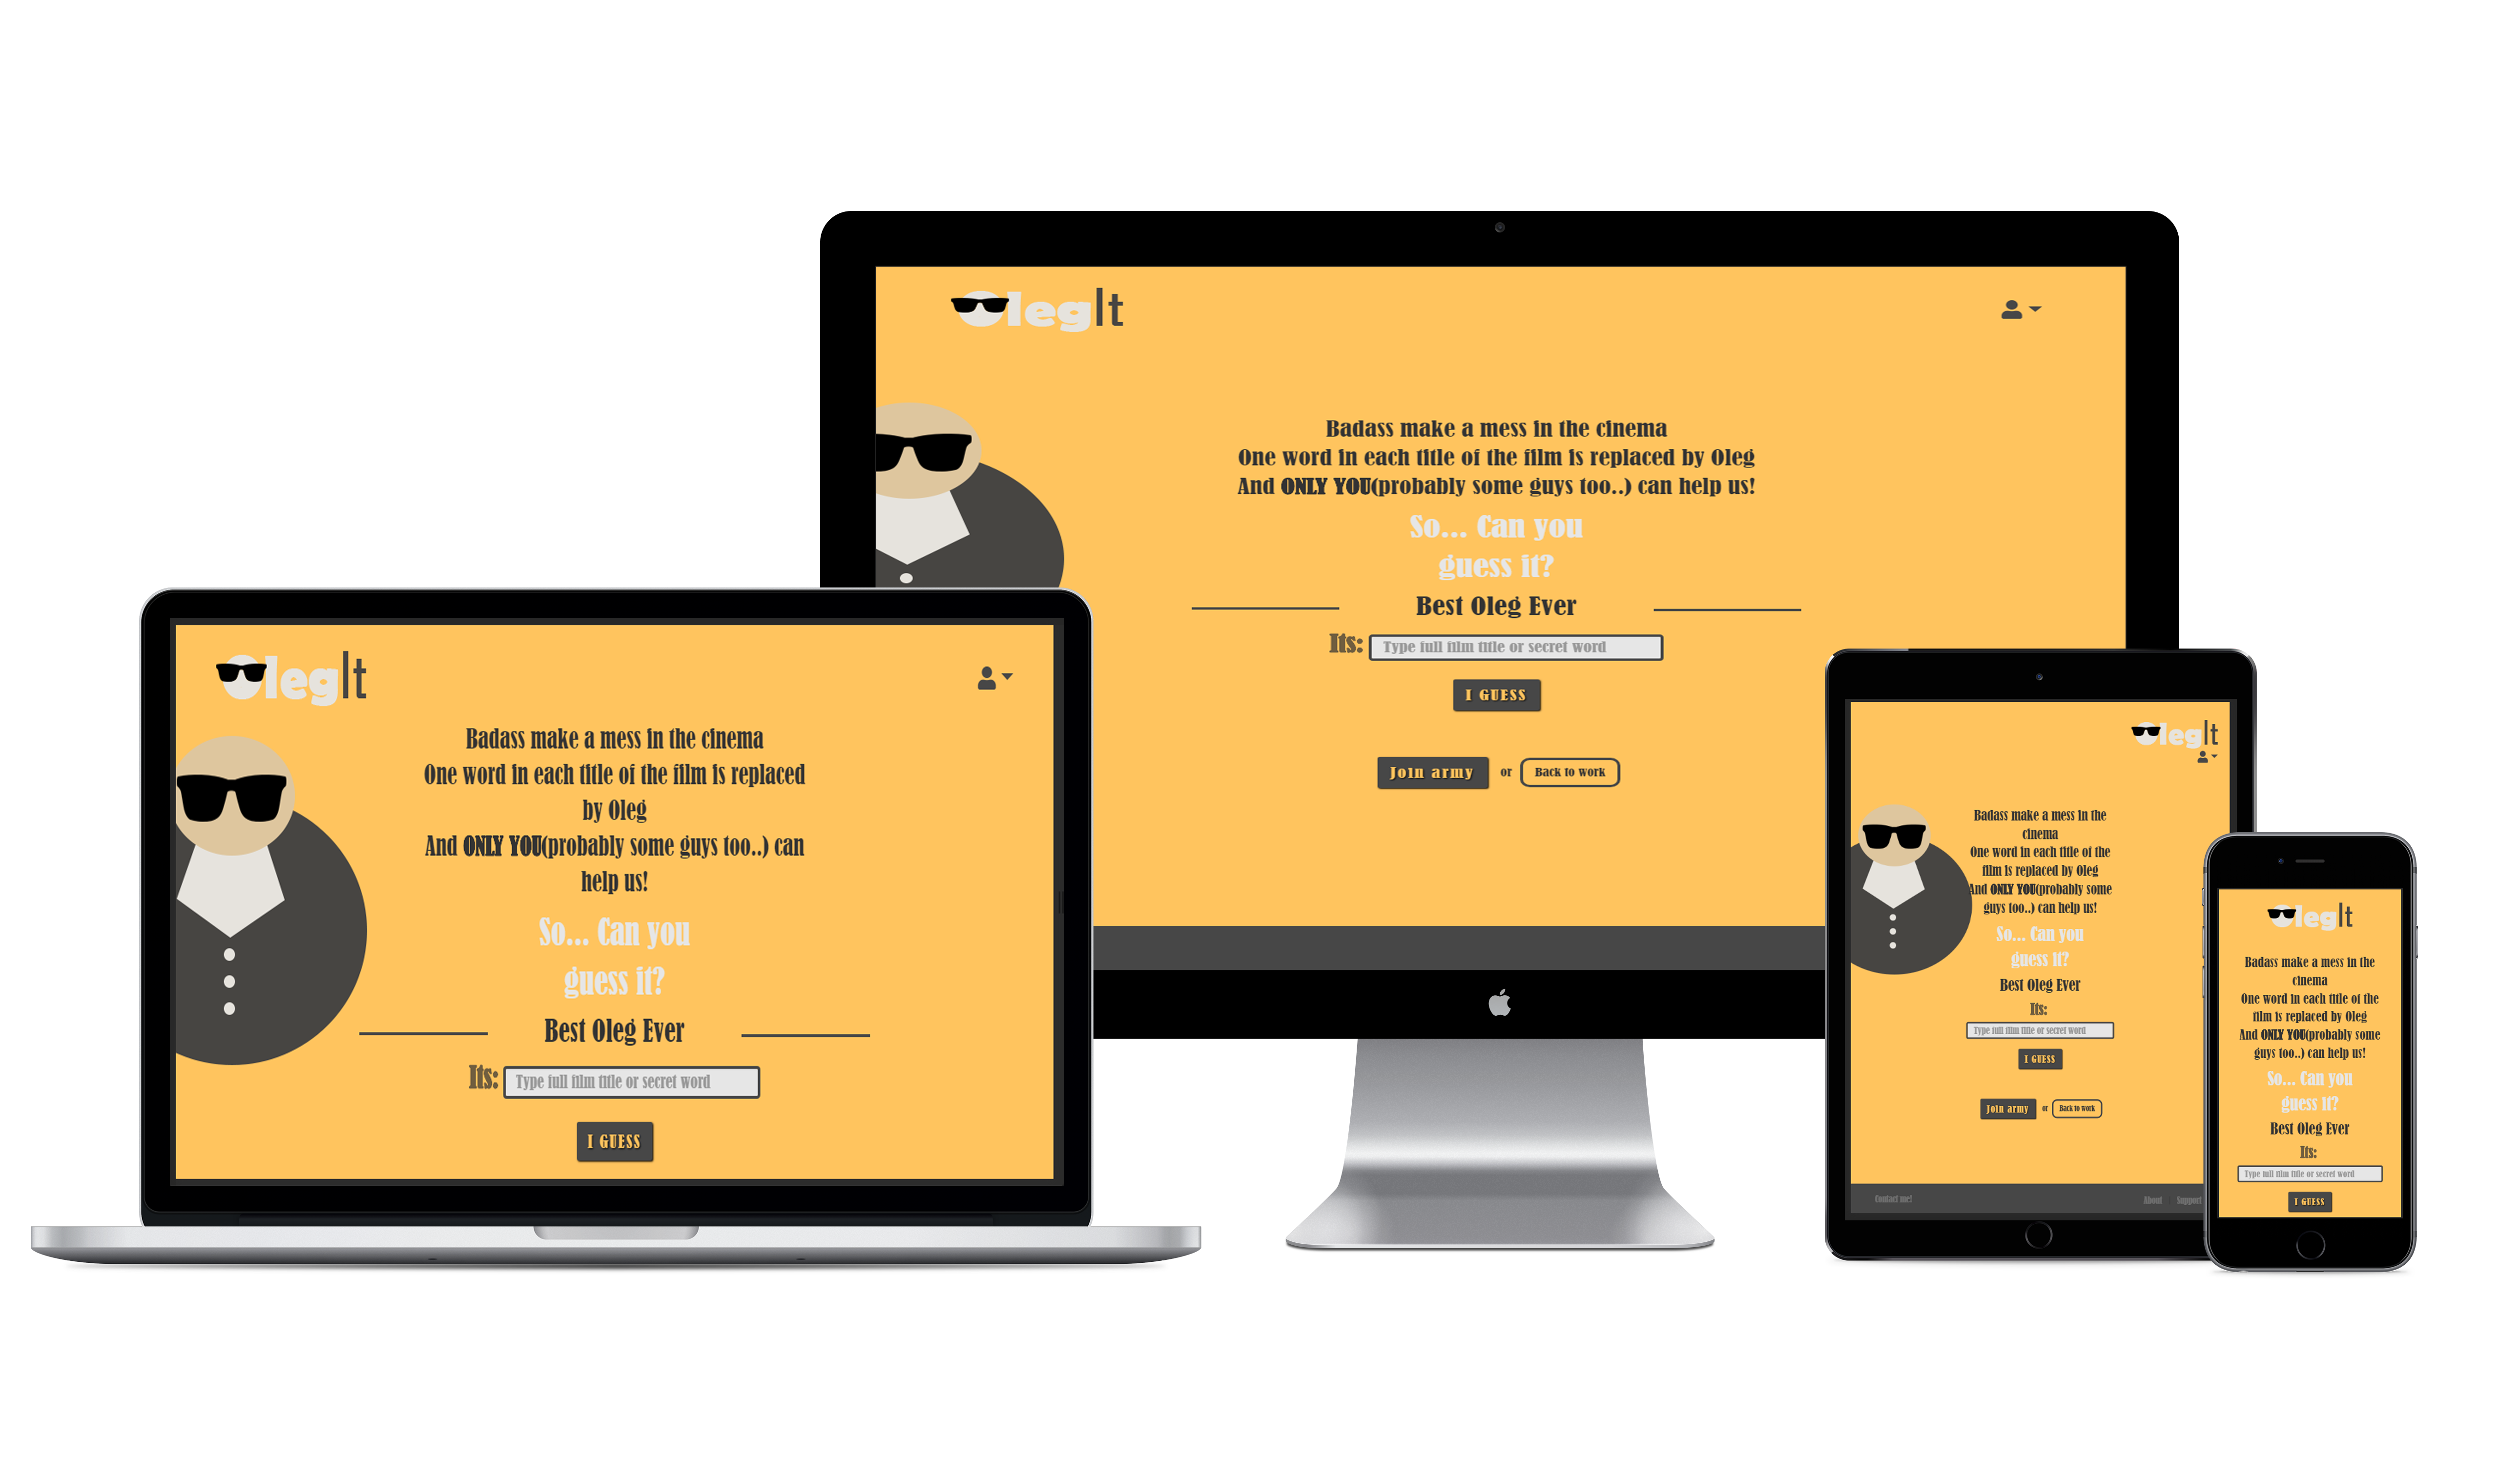 OlegIt
Badass make a mess in the cinema
One word in each title of the film is replaced by Oleg
And ONLY YOU(probably some guys too..) can help us!
So... Can you
guess it?
Best Oleg Ever
Its: Type full film title or secret word
I GUESS
Join army or Back to work
OlegIt
Badass make a mess in the cinema
One word in each title of the film is replaced
by Oleg
And ONLY YOU(probably some guys too..) can
help us!
So... Can you
guess it?
Best Oleg Ever
Its: Type full film title or secret word
I GUESS
OlegIt
Badass make a mess in the
cinema
One word in each title of the
film is replaced by Oleg
And ONLY YOU(probably some
guys too..) can help us!
So... Can you
guess it?
Best Oleg Ever
Its:
Type full film title or secret word
I GUESS
Join army or Back to work
Contact me! About Support
OlegIt
Badass make a mess in the
cinema
One word in each title of the
film is replaced by Oleg
And ONLY YOU(probably some
guys too..) can help us!
So... Can you
guess it?
Best Oleg Ever
Its:
Type full film title or secret word
I GUESS